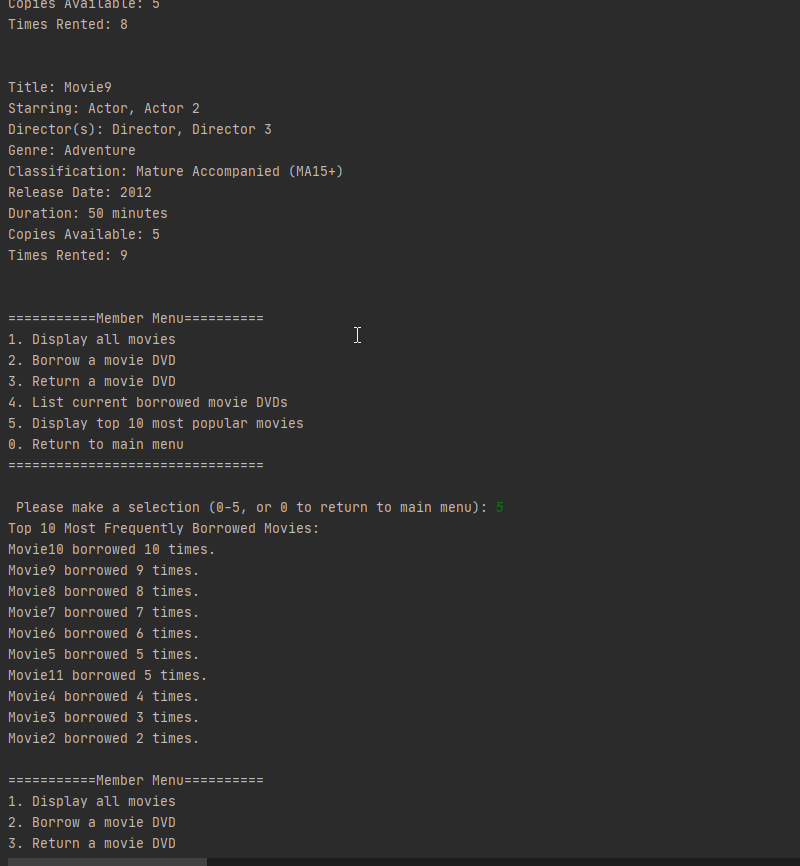 Copies Available: 5
Times Rented: 8
Title: Movie9
Starring: Actor, Actor 2
Director(s): Director, Director 3
Genre: Adventure
Classification: Mature Accompanied (MA15+)
Release Date: 2012
Duration: 50 minutes
Copies Available: 5
Times Rented: 9
===========Member Menu==========
1. Display all movies
2. Borrow a movie DVD
3. Return a movie DVD
4. List current borrowed movie DVDs
5. Display top 10 most popular movies
0. Return to main menu
================================
Please make a selection (0-5, or 0 to return to main menu): 5
Top 10 Most Frequently Borrowed Movies:
Movie10 borrowed 10 times.
Movie9 borrowed 9 times.
Movie8 borrowed 8 times.
Movie7 borrowed 7 times.
Movie6 borrowed 6 times.
Movie5 borrowed 5 times.
Movie11 borrowed 5 times.
Movie4 borrowed 4 times.
Movie3 borrowed 3 times.
Movie2 borrowed 2 times.
===========Member Menu==========
1. Display all movies
2. Borrow a movie DVD
3. Return a movie DVD